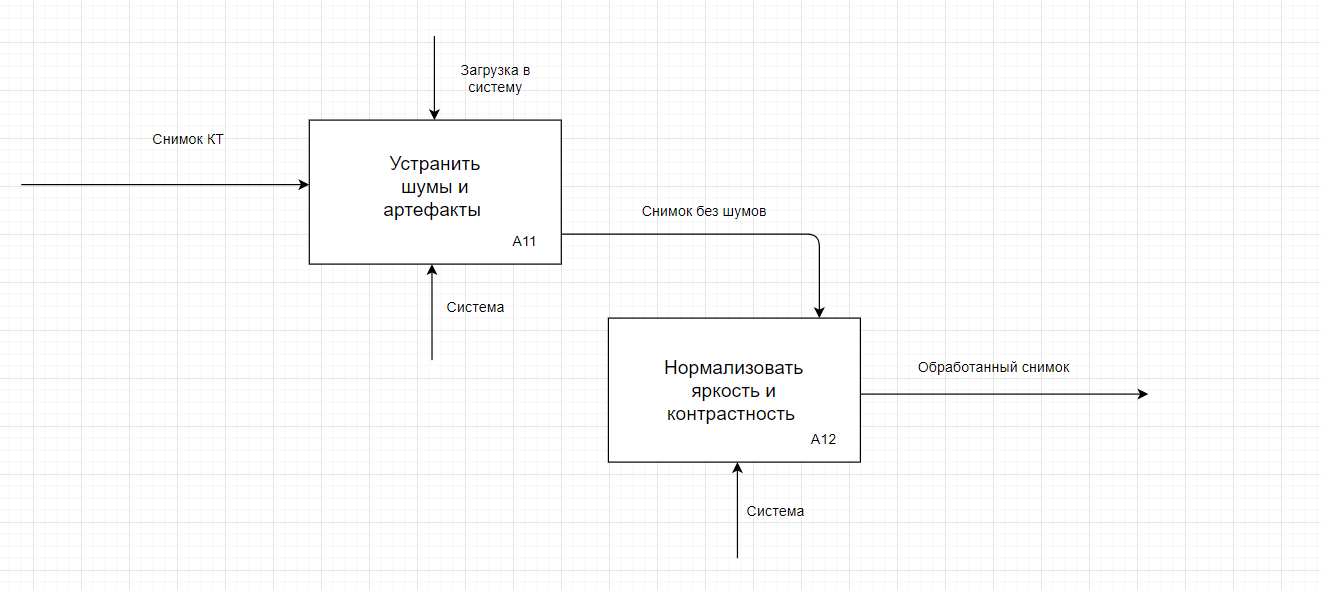 Загрузка в
систему
Снимок КТ
Устранить
шумы и
артефакты
A11
Снимок без шумов
Система
Нормализовать
яркость и
контрастность
A12
Обработанный снимок
Система